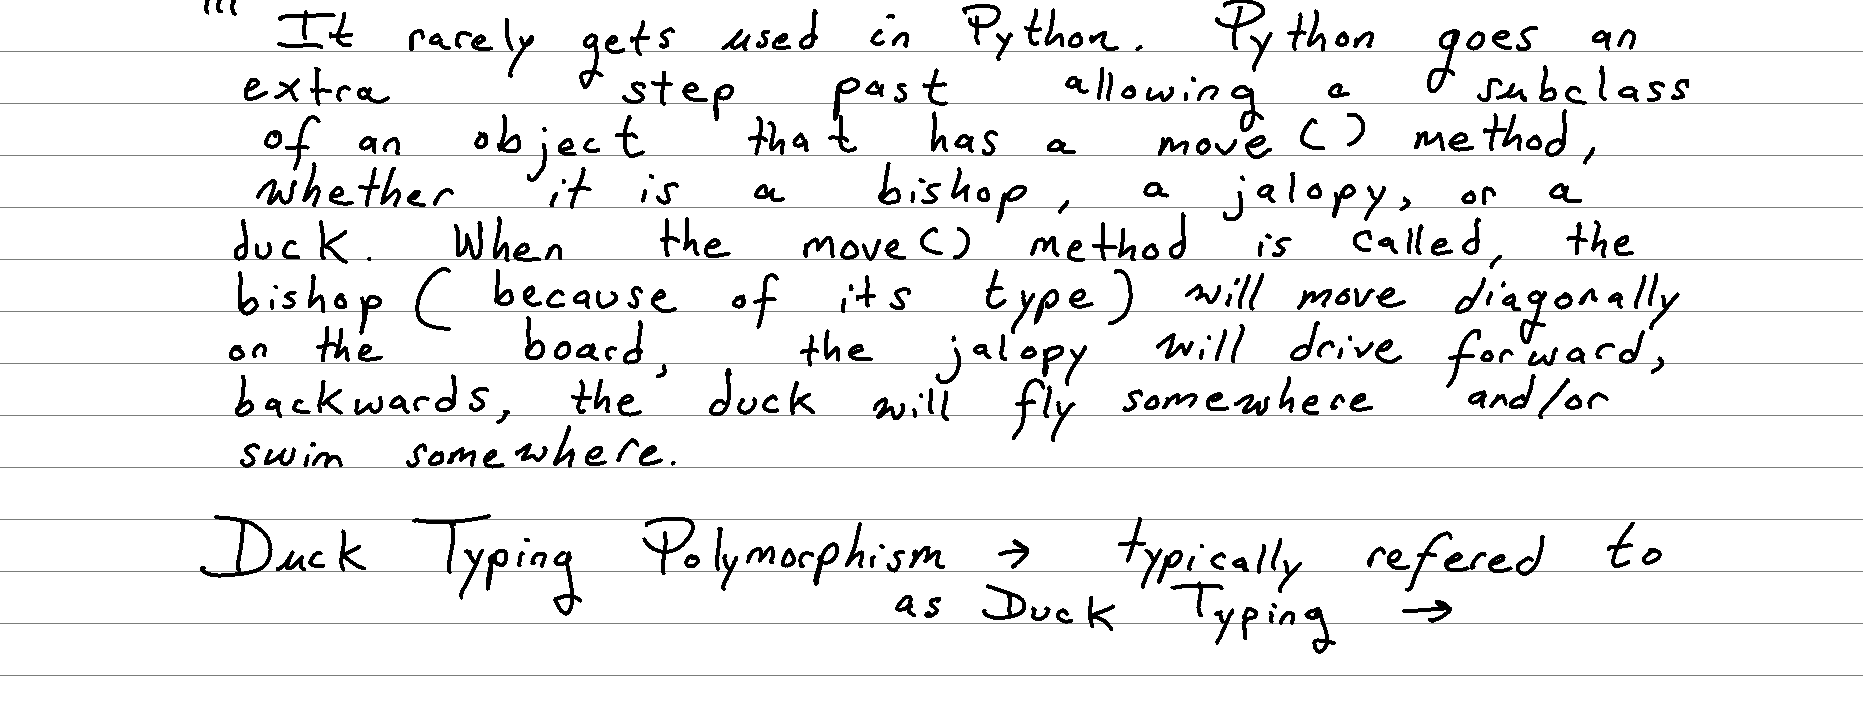 It rarely gets used in Python. Python goes an
extra step past allowing a subclass
of an object that has a move() method,
whether it is a bishop, a jalopy, or a
duck. When the move() method is called, the
bishop (because of its type) will move diagonally
on the board, the jalopy will drive forward,
backwards, the duck will fly somewhere and/or
swim somewhere.
Duck Typing Polymorphism → typically refered to
as Duck Typing →